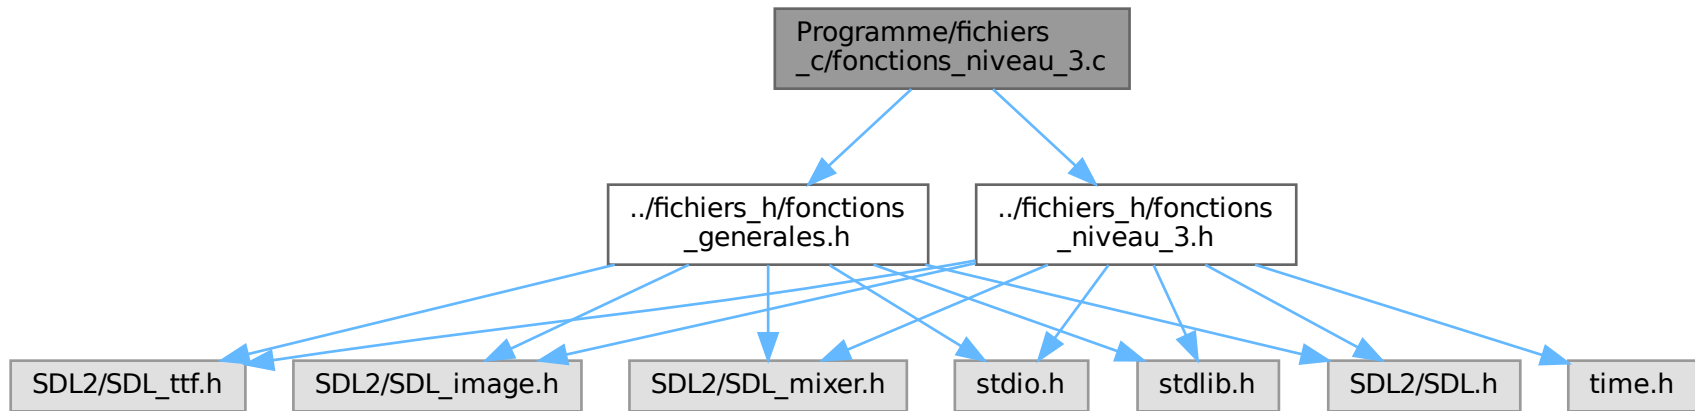 Programme/fichiers
_c/fonctions_niveau_3.c
../fichiers_h/fonctions
_generales.h
../fichiers_h/fonctions
_niveau_3.h
SDL2/SDL_ttf.h
SDL2/SDL_image.h
SDL2/SDL_mixer.h
stdio.h
stdlib.h
SDL2/SDL.h
time.h